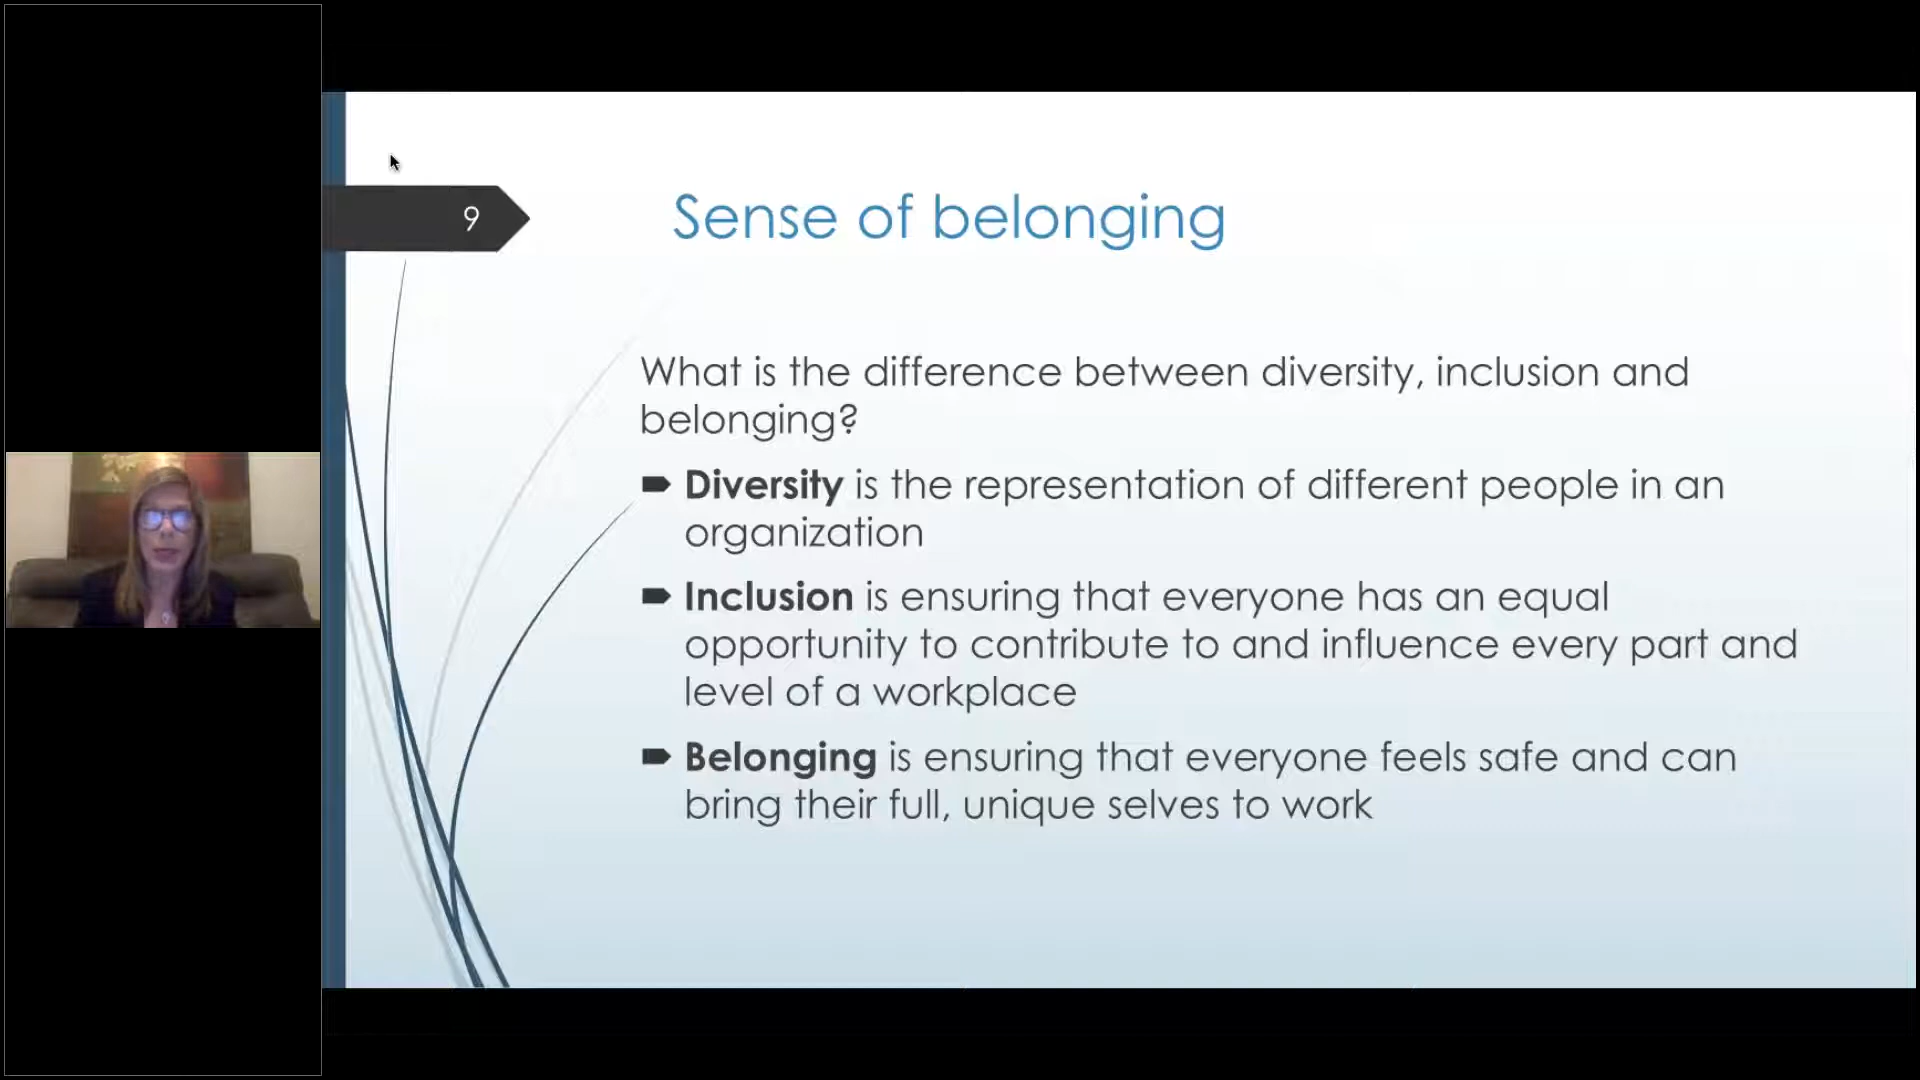 9
Sense of belonging
What is the difference between diversity, inclusion and
belonging?
Diversity is the representation of different people in an
organization
Inclusion is ensuring that everyone has an equal
opportunity to contribute to and influence every part and
level of a workplace
Belonging is ensuring that everyone feels safe and can
bring their full, unique selves to work